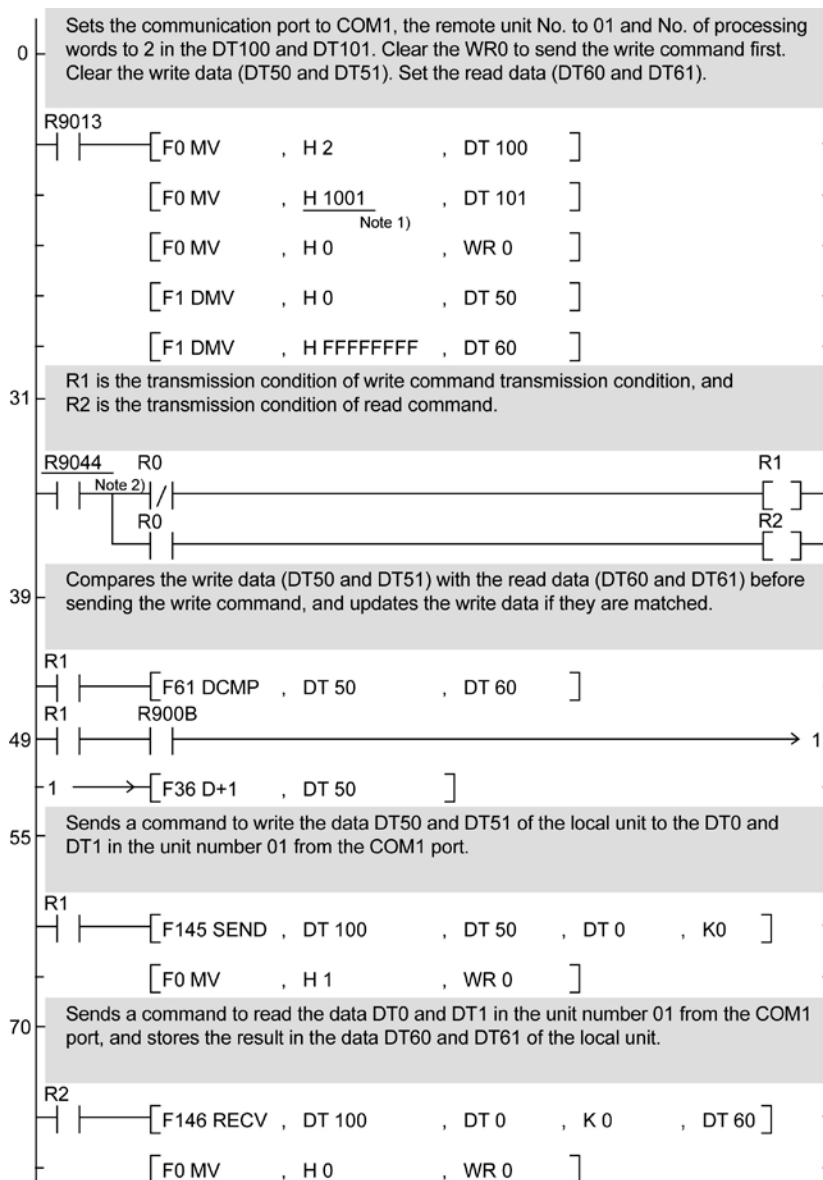 Sets the communication port to COM1, the remote unit No. to 01 and No. of processing
0 words to 2 in the DT100 and DT101. Clear the WR0 to send the write command first.
Clear the write data (DT50 and DT51). Set the read data (DT60 and DT61).
R9013
F0 MV , H 2 , DT 100
F0 MV , H 1001 , DT 101
Note 1)
F0 MV , H 0 , WR 0
F1 DMV , H 0 , DT 50
F1 DMV , H FFFFFFFF , DT 60
R1 is the transmission condition of write command transmission condition, and
31 R2 is the transmission condition of read command.
R9044 R0 R1
Note 2)
R0 R2
Compares the write data (DT50 and DT51) with the read data (DT60 and DT61) before
39 sending the write command, and updates the write data if they are matched.
R1
F61 DCMP , DT 50 , DT 60
R1 R900B
49 1
1 F36 D+1 , DT 50
Sends a command to write the data DT50 and DT51 of the local unit to the DT0 and
55 DT1 in the unit number 01 from the COM1 port.
R1
F145 SEND , DT 100 , DT 50 , DT 0 , K0
F0 MV , H 1 , WR 0
Sends a command to read the data DT0 and DT1 in the unit number 01 from the COM1
70 port, and stores the result in the data DT60 and DT61 of the local unit.
R2
F146 RECV , DT 100 , DT 0 , K 0 , DT 60
F0 MV , H 0 , WR 0